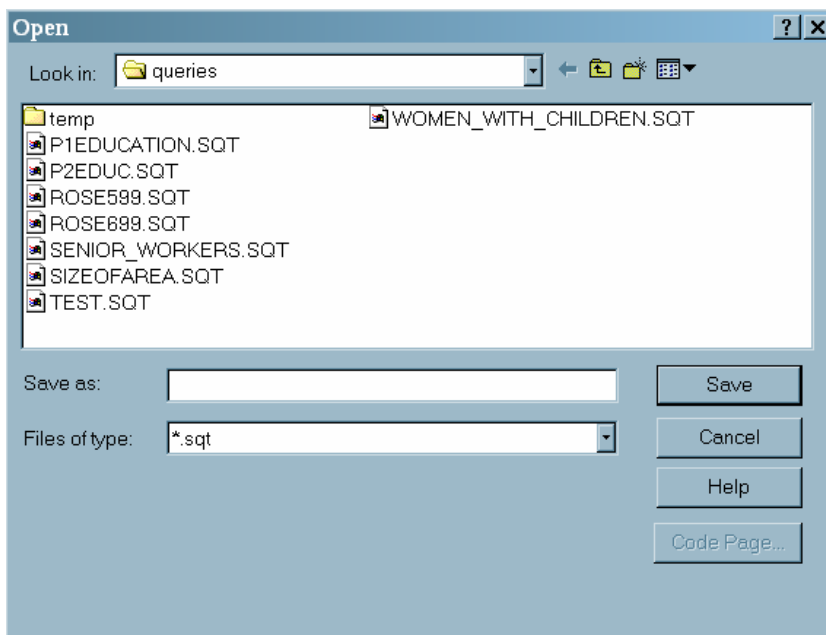 Open
Look in: queries
temp
P1EDUCATION.SQT
P2EDUC.SQT
ROSE599.SQT
ROSE699.SQT
SENIOR_WORKERS.SQT
SIZEOFAREA.SQT
TEST.SQT
WOMEN_WITH_CHILDREN.SQT
Save as:
Save
Files of type: *.sqt
Cancel
Help
Code Page...